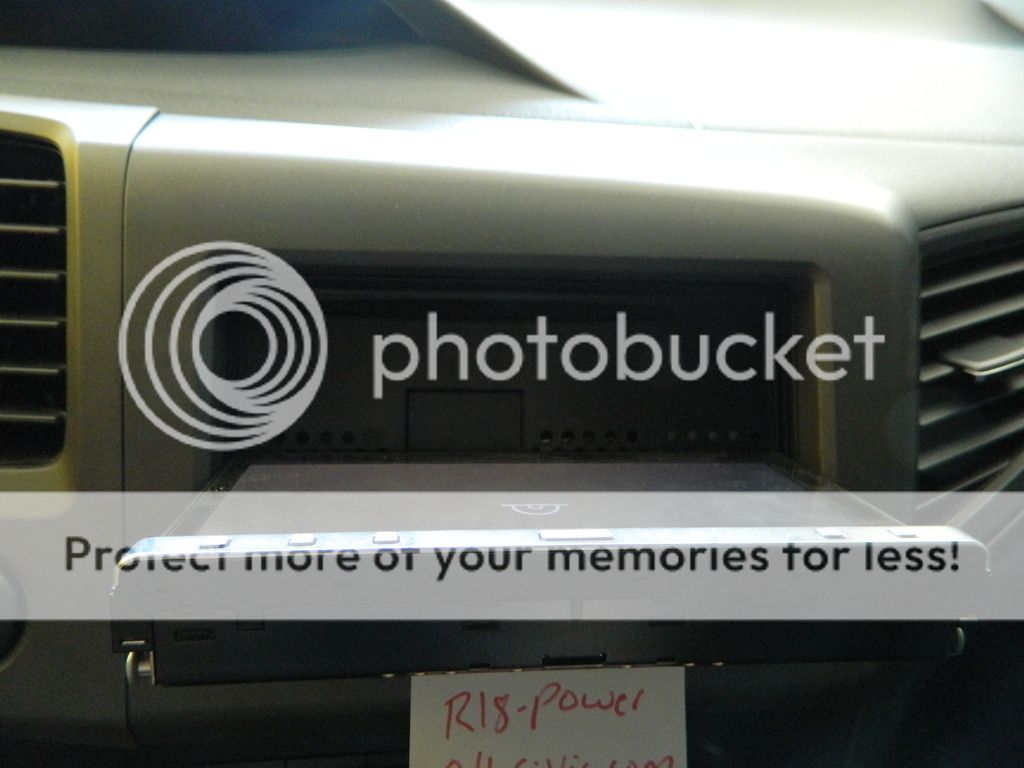 photobucket
Protect more of your memories for less!
R18-Power